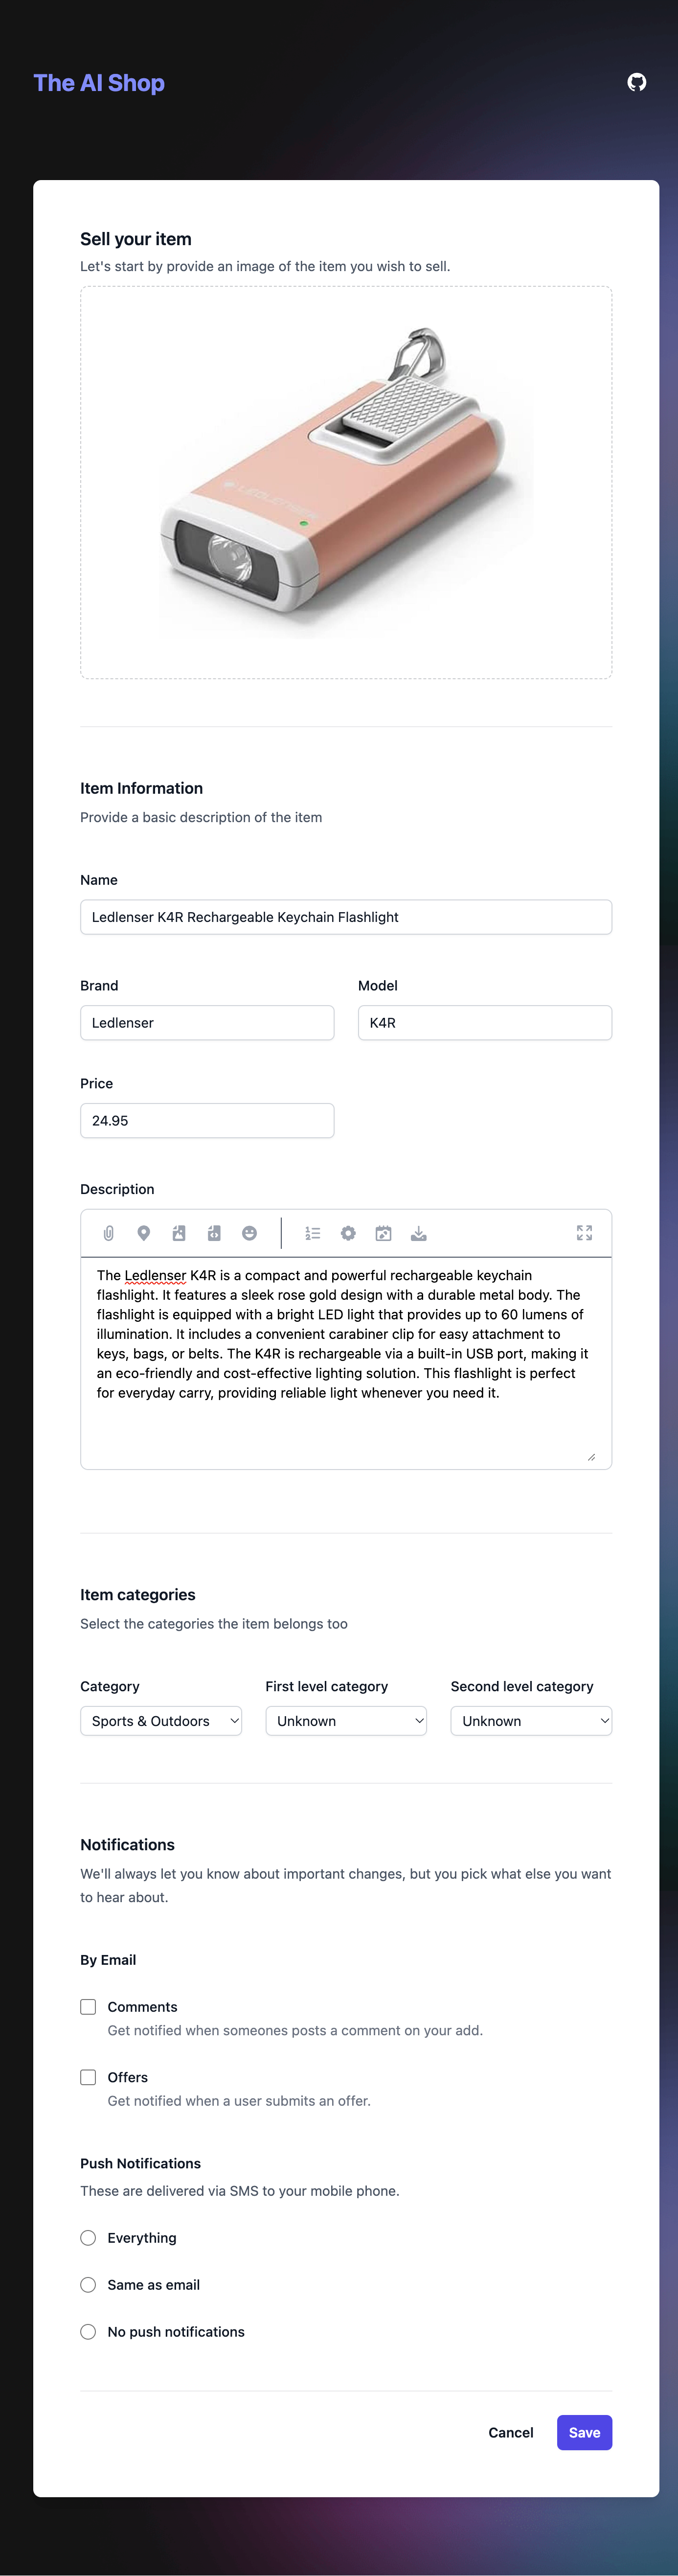 The AI Shop
Sell your item
Let's start by provide an image of the item you wish to sell.
LEDLENSER
Item Information
Provide a basic description of the item
Name
Ledlenser K4R Rechargeable Keychain Flashlight
Brand
Model
Ledlenser
K4R
Price
24.95
Description
The Ledlenser K4R is a compact and powerful rechargeable keychain
flashlight. It features a sleek rose gold design with a durable metal body. The
flashlight is equipped with a bright LED light that provides up to 60 lumens of
illumination. It includes a convenient carabiner clip for easy attachment to
keys, bags, or belts. The K4R is rechargeable via a built-in USB port, making it
an eco-friendly and cost-effective lighting solution. This flashlight is perfect
for everyday carry, providing reliable light whenever you need it.
Item categories
Select the categories the item belongs too
Category
First level category
Second level category
Sports & Outdoors
Unknown
Unknown
Notifications
We'll always let you know about important changes, but you pick what else you want
to hear about.
By Email
Comments
Get notified when someones posts a comment on your add.
Offers
Get notified when a user submits an offer.
Push Notifications
These are delivered via SMS to your mobile phone.
Everything
Same as email
No push notifications
Cancel
Save